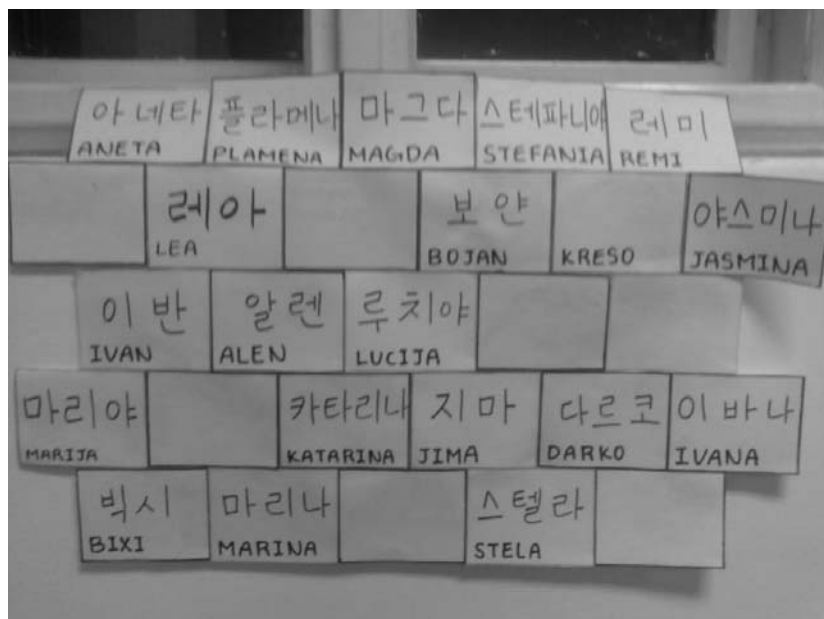 아네타 플라메나 마그다 스테파니아 레미
ANETA PLAMENA MAGDA STEFANIA REMI
레아 보얀 야스미나
LEA BOJAN KRESO JASMINA
이반 알렌 루치야
IVAN ALEN LUCIJA
마리야 카타리나 지마 다르코 이바나
MARIJA KATARINA JIMA DARKO IVANA
빅시 마리나 스텔라
BIXI MARINA STELA